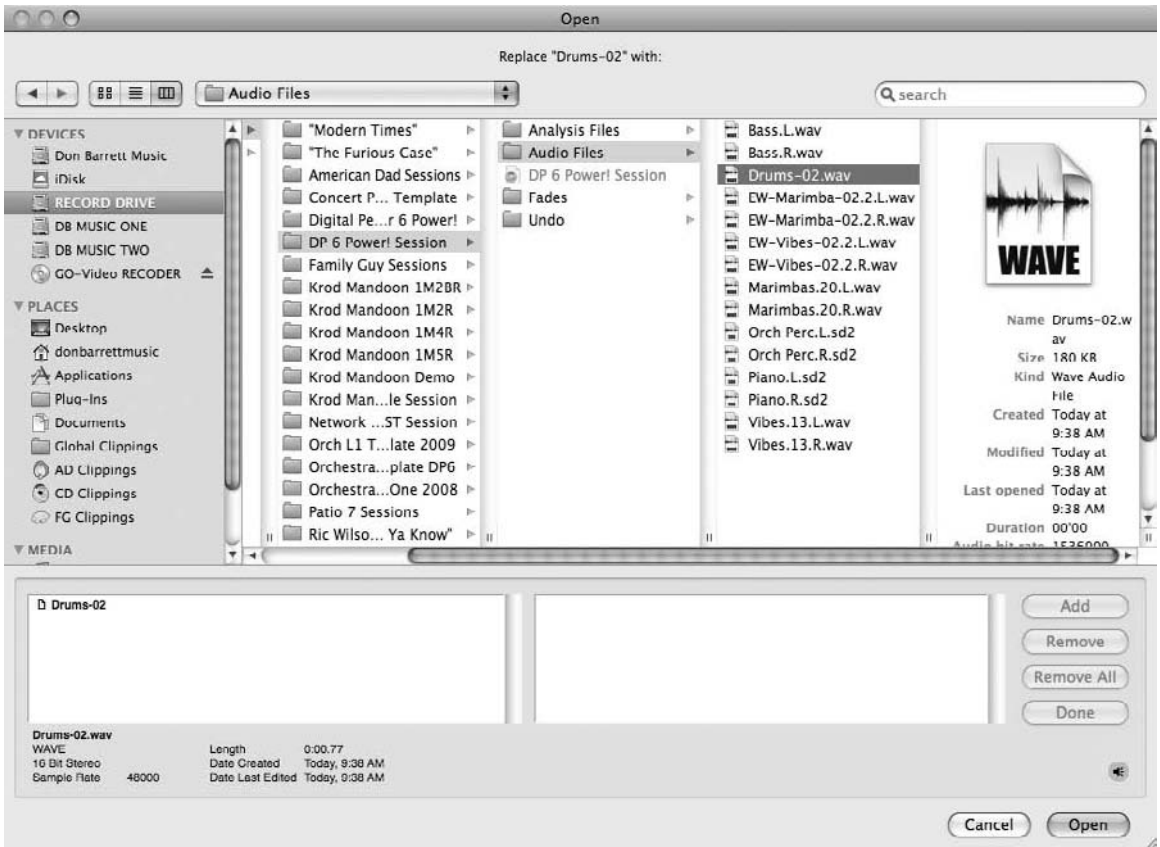 Open
Replace "Drums-02" with:
Audio Files
search
DEVICES
Don Barrett Music
iDisk
RECORD DRIVE
DB MUSIC ONE
DB MUSIC TWO
GO-Video RECODER
PLACES
Desktop
donbarrettmusic
Applications
Plug-Ins
Documents
Global Clippings
AD Clippings
CD Clippings
FG Clippings
MEDIA
"Modern Times"
"The Furious Case"
American Dad Sessions
Concert P... Template
Digital Pe...r 6 Power!
DP 6 Power! Session
Family Guy Sessions
Krod Mandoon 1M2BR
Krod Mandoon 1M2R
Krod Mandoon 1M4R
Krod Mandoon 1M5R
Krod Mandoon Demo
Krod Man...le Session
Network ...ST Session
Orch L1 T...late 2009
Orchestra...plate DP6
Orchestra...One 2008
Patio 7 Sessions
Ric Wilso... Ya Know"
Analysis Files
Audio Files
DP 6 Power! Session
Fades
Undo
Bass.L.wav
Bass.R.wav
Drums-02.wav
EW-Marimba-02.2.L.wav
EW-Marimba-02.2.R.wav
EW-Vibes-02.2.L.wav
EW-Vibes-02.2.R.wav
Marimbas.20.L.wav
Marimbas.20.R.wav
Orch Perc.L.sd2
Orch Perc.R.sd2
Piano.L.sd2
Piano.R.sd2
Vibes.13.L.wav
Vibes.13.R.wav
WAVE
Name Drums-02.w
av
Size 180 KB
Kind Wave Audio
File
Created Today at
9:38 AM
Modified Today at
9:38 AM
Last opened Today at
9:38 AM
Duration 00'00
Audio bit rate 1536000
Drums-02
Add
Remove
Remove All
Done
Drums-02.wav
WAVE Length 0:00.77
16 Bit Stereo Date Created Today, 9:38 AM
Sample Rate 48000 Date Last Edited Today, 9:38 AM
Cancel
Open